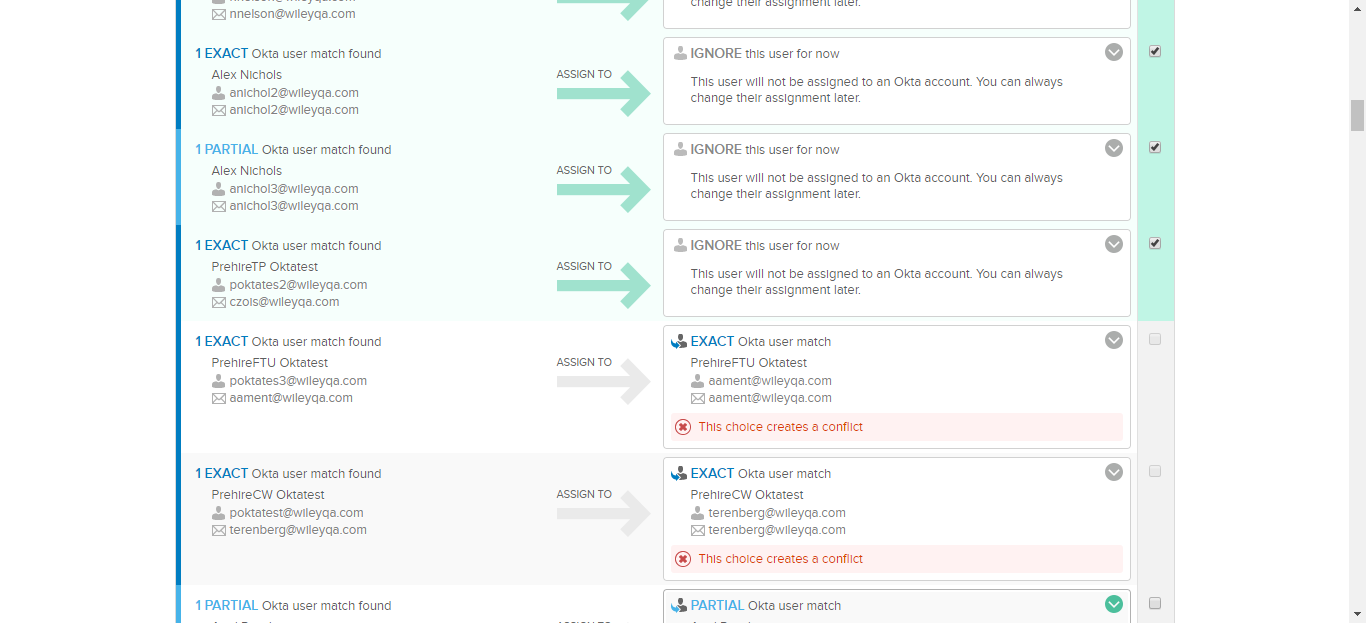 nnelson@wileyqa.com
change their assignment later.
1 EXACT Okta user match found
Alex Nichols
anichol2@wileyqa.com
anichol2@wileyqa.com
ASSIGN TO
IGNORE this user for now
This user will not be assigned to an Okta account. You can always
change their assignment later.
1 PARTIAL Okta user match found
Alex Nichols
anichol3@wileyqa.com
anichol3@wileyqa.com
ASSIGN TO
IGNORE this user for now
This user will not be assigned to an Okta account. You can always
change their assignment later.
1 EXACT Okta user match found
PrehireTP Oktatest
poktates2@wileyqa.com
czois@wileyqa.com
ASSIGN TO
IGNORE this user for now
This user will not be assigned to an Okta account. You can always
change their assignment later.
1 EXACT Okta user match found
PrehireFTU Oktatest
poktates3@wileyqa.com
aament@wileyqa.com
ASSIGN TO
EXACT Okta user match
PrehireFTU Oktatest
aament@wileyqa.com
aament@wileyqa.com
This choice creates a conflict
1 EXACT Okta user match found
PrehireCW Oktatest
poktatest@wileyqa.com
terenberg@wileyqa.com
ASSIGN TO
EXACT Okta user match
PrehireCW Oktatest
terenberg@wileyqa.com
terenberg@wileyqa.com
This choice creates a conflict
1 PARTIAL Okta user match found
PARTIAL Okta user match